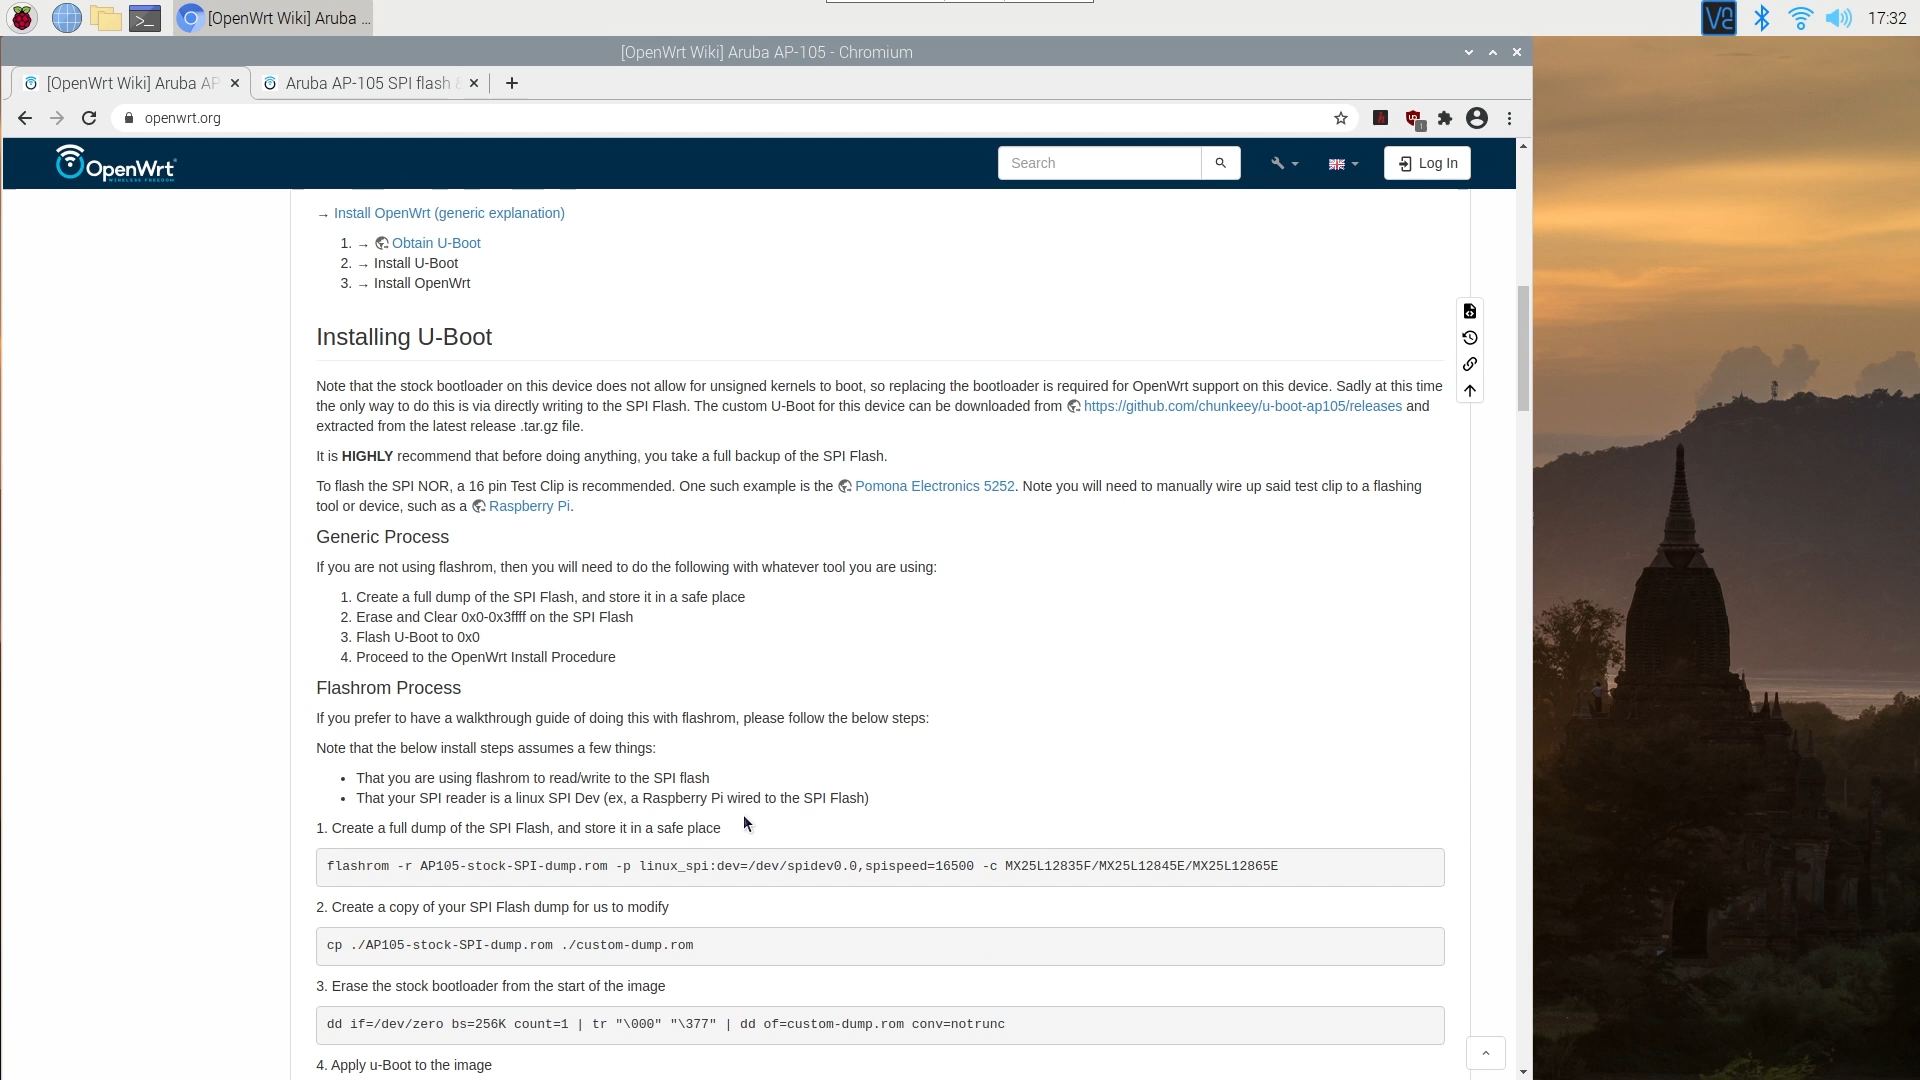 [OpenWrt Wiki] Aruba ...
17:32
[OpenWrt Wiki] Aruba AP-105 - Chromium
[OpenWrt Wiki] Aruba AP
Aruba AP-105 SPI flash
openwrt.org
1
OpenWrt
WIRELESS FREEDOM
Search
Log In
→ Install OpenWrt (generic explanation)
1. → Obtain U-Boot
2. → Install U-Boot
3. → Install OpenWrt
Installing U-Boot
Note that the stock bootloader on this device does not allow for unsigned kernels to boot, so replacing the bootloader is required for OpenWrt support on this device. Sadly at this time
the only way to do this is via directly writing to the SPI Flash. The custom U-Boot for this device can be downloaded from https://github.com/chunkeey/u-boot-ap105/releases and
extracted from the latest release .tar.gz file.
It is HIGHLY recommend that before doing anything, you take a full backup of the SPI Flash.
To flash the SPI NOR, a 16 pin Test Clip is recommended. One such example is the Pomona Electronics 5252. Note you will need to manually wire up said test clip to a flashing
tool or device, such as a Raspberry Pi.
Generic Process
If you are not using flashrom, then you will need to do the following with whatever tool you are using:
1. Create a full dump of the SPI Flash, and store it in a safe place
2. Erase and Clear 0x0-0x3ffff on the SPI Flash
3. Flash U-Boot to 0x0
4. Proceed to the OpenWrt Install Procedure
Flashrom Process
If you prefer to have a walkthrough guide of doing this with flashrom, please follow the below steps:
Note that the below install steps assumes a few things:
• That you are using flashrom to read/write to the SPI flash
• That your SPI reader is a linux SPI Dev (ex, a Raspberry Pi wired to the SPI Flash)
1. Create a full dump of the SPI Flash, and store it in a safe place
flashrom -r AP105-stock-SPI-dump.rom -p linux_spi:dev=/dev/spidev0.0,spispeed=16500 -c MX25L12835F/MX25L12845E/MX25L12865E
2. Create a copy of your SPI Flash dump for us to modify
cp ./AP105-stock-SPI-dump.rom ./custom-dump.rom
3. Erase the stock bootloader from the start of the image
dd if=/dev/zero bs=256K count=1 | tr "\000" "\377" | dd of=custom-dump.rom conv=notrunc
4. Apply u-Boot to the image